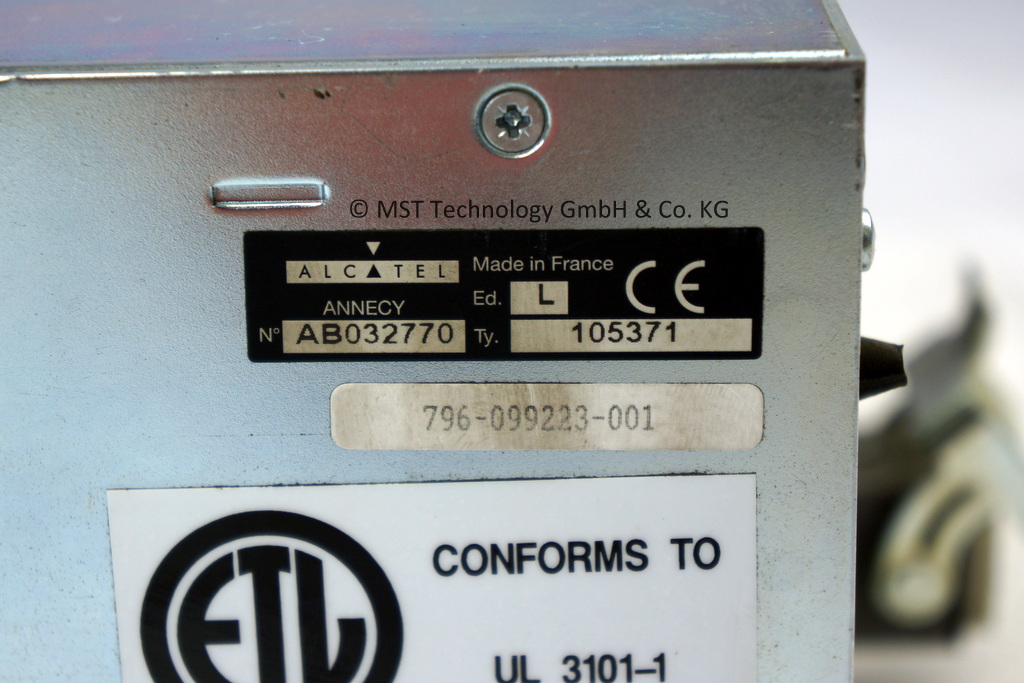 © MST Technology GmbH & Co. KG
ALCATEL
Made in France
CE
ANNECY
Ed. L
N° AB032770
Ty. 105371
796-099223-001
ETL
CONFORMS TO
UL 3101-1